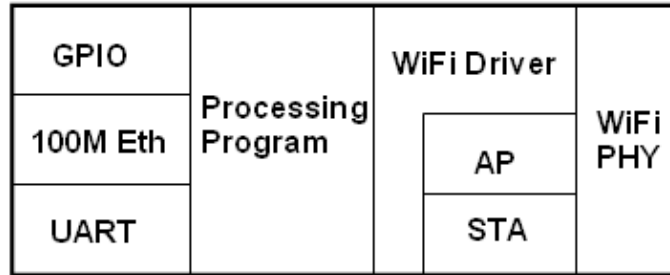 GPIO
100M Eth
UART
Processing
Program
WiFi Driver
AP
STA
WiFi
PHY